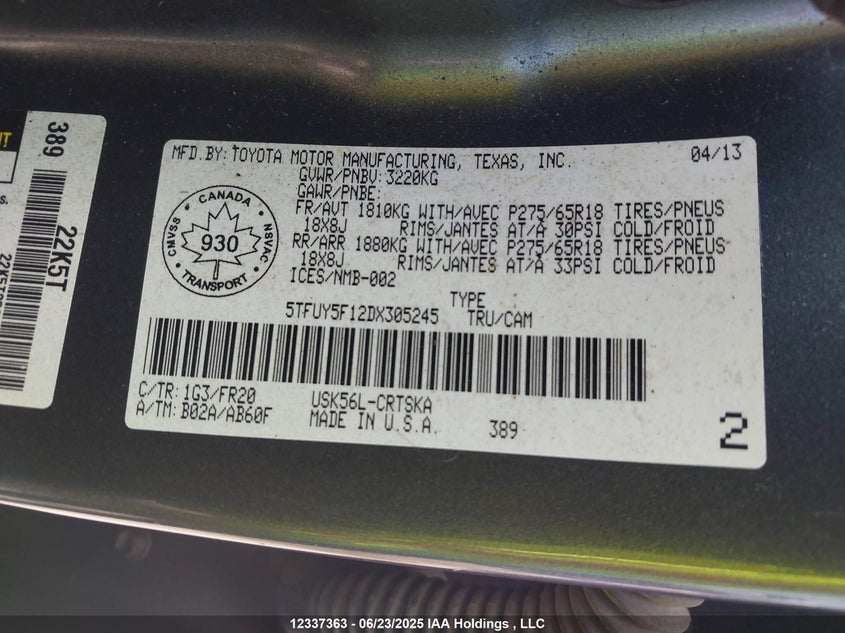 MFD.BY: TOYOTA MOTOR MANUFACTURING, TEXAS, INC. 04/13
GVWR/PNBV: 3220KG
GAWR/PNBE:
FR/AVT 1810KG WITH/AVEC P275/65R18 TIRES/PNEUS
18X8J RIMS/JANTES AT/A 30PSI COLD/FROID
RR/ARR 1880KG WITH/AVEC P275/65R18 TIRES/PNEUS
18X8J RIMS/JANTES AT/A 33PSI COLD/FROID
ICES/NMB-002
CANADA
CMVSS
930
NSVAC
TRANSPORT
TYPE
5TFUY5F12DX305245 TRU/CAM
C/TR: 1G3/FR20 USK56L-CRTSKA
A/TM: B02A/AB60F MADE IN U.S.A. 389
2
389
22K5T
12337363 - 06/23/2025 IAA Holdings , LLC